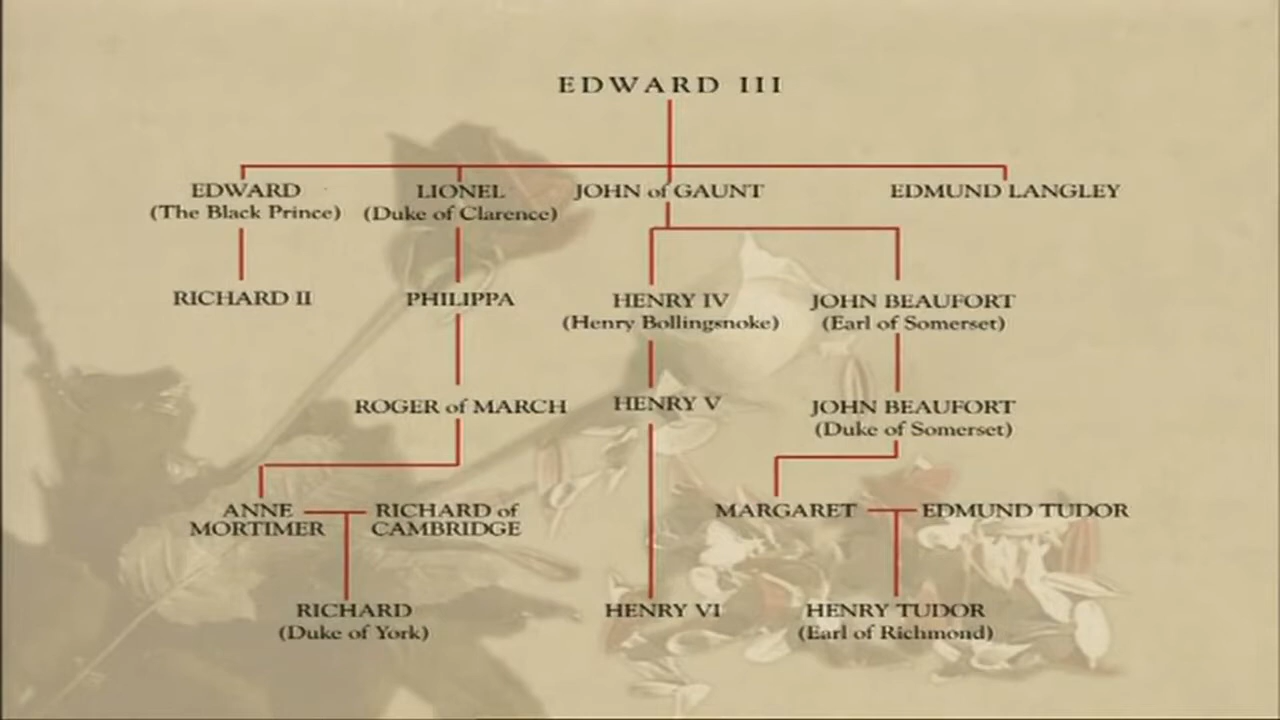 EDWARD III
EDWARD
(The Black Prince)
LIONEL
(Duke of Clarence)
JOHN of GAUNT
EDMUND LANGLEY
RICHARD II
PHILIPPA
HENRY IV
(Henry Bollingsnoke)
JOHN BEAUFORT
(Earl of Somerset)
ROGER of MARCH
HENRY V
JOHN BEAUFORT
(Duke of Somerset)
ANNE
MORTIMER
RICHARD of
CAMBRIDGE
MARGARET
EDMUND TUDOR
RICHARD
(Duke of York)
HENRY VI
HENRY TUDOR
(Earl of Richmond)